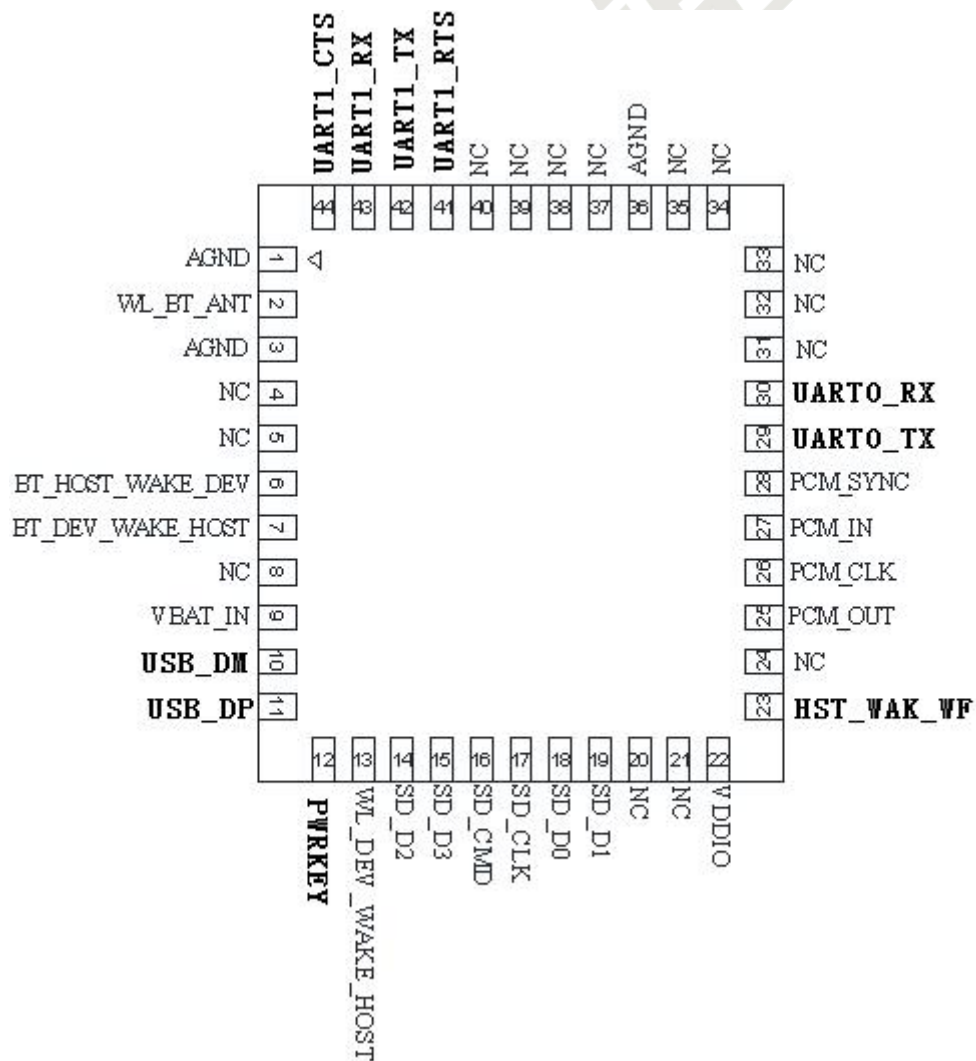 UART1_CTS
UART1_RX
UART1_TX
UART1_RTS
NC
NC
NC
NC
AGND
NC
NC
44
43
42
41
40
39
38
37
36
35
34
AGND 1
WL_BT_ANT 2
AGND 3
NC 4
NC 5
BT_HOST_WAKE_DEV 6
BT_DEV_WAKE_HOST 7
NC 8
VBAT_IN 9
USB_DM 10
USB_DP 11
33 NC
32 NC
31 NC
30 UART0_RX
29 UART0_TX
28 PCM_SYNC
27 PCM_IN
26 PCM_CLK
25 PCM_OUT
24 NC
23 HST_WAK_WF
12
13
14
15
16
17
18
19
20
21
22
PWRKEY
WL_DEV_WAKE_HOST
SD_D2
SD_D3
SD_CMD
SD_CLK
SD_D0
SD_D1
NC
NC
VDDIO